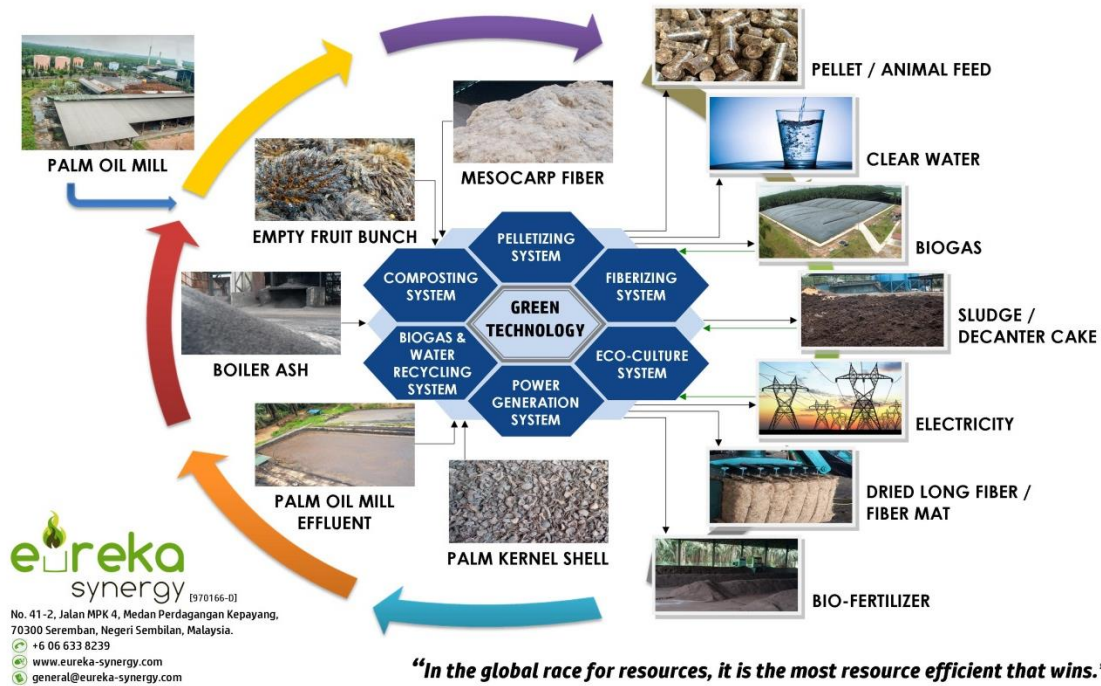 PALM OIL MILL
EMPTY FRUIT BUNCH
MESOCARP FIBER
BOILER ASH
PALM OIL MILL
EFFLUENT
PALM KERNEL SHELL
PELLETIZING
SYSTEM
COMPOSTING
SYSTEM
FIBERIZING
SYSTEM
GREEN
TECHNOLOGY
BIOGAS &
WATER
RECYCLING
SYSTEM
ECO-CULTURE
SYSTEM
POWER
GENERATION
SYSTEM
PELLET / ANIMAL FEED
CLEAR WATER
BIOGAS
SLUDGE /
DECANTER CAKE
ELECTRICITY
DRIED LONG FIBER /
FIBER MAT
BIO-FERTILIZER
eureka
synergy [970166-D]
No. 41-2, Jalan MPK 4, Medan Perdagangan Kepayang,
70300 Seremban, Negeri Sembilan, Malaysia.
+6 06 633 8239
www.eureka-synergy.com
general@eureka-synergy.com
“In the global race for resources, it is the most resource efficient that wins.”